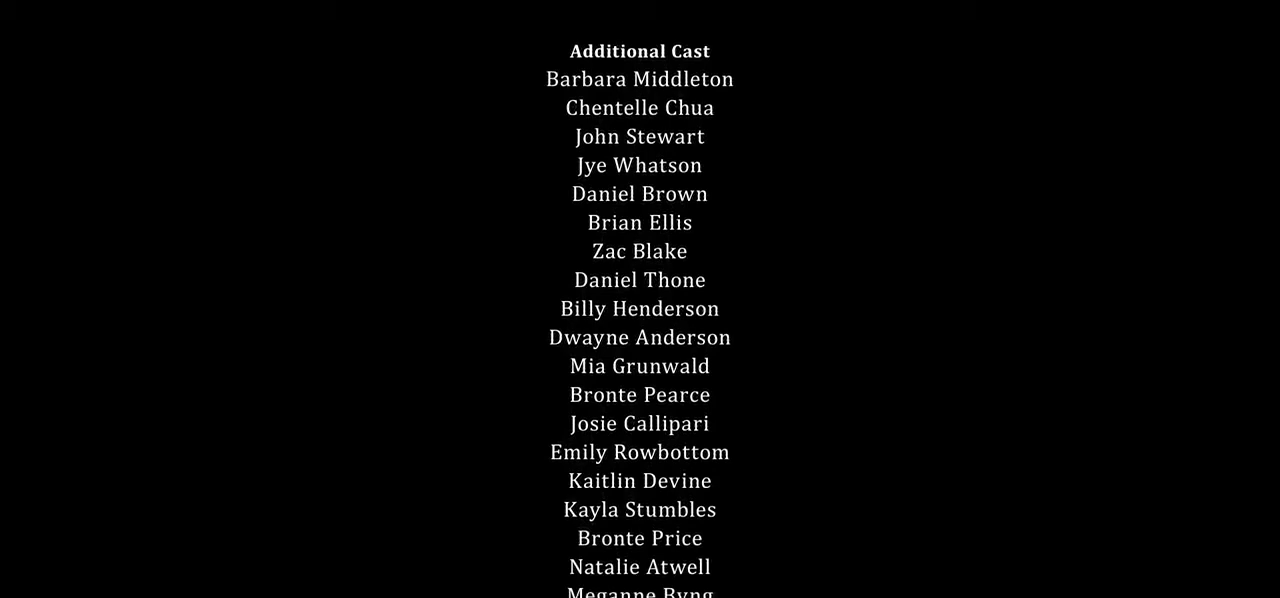 Additional Cast
Barbara Middleton
Chentelle Chua
John Stewart
Jye Whatson
Daniel Brown
Brian Ellis
Zac Blake
Daniel Thone
Billy Henderson
Dwayne Anderson
Mia Grunwald
Bronte Pearce
Josie Callipari
Emily Rowbottom
Kaitlin Devine
Kayla Stumbles
Bronte Price
Natalie Atwell
Meganne Byng